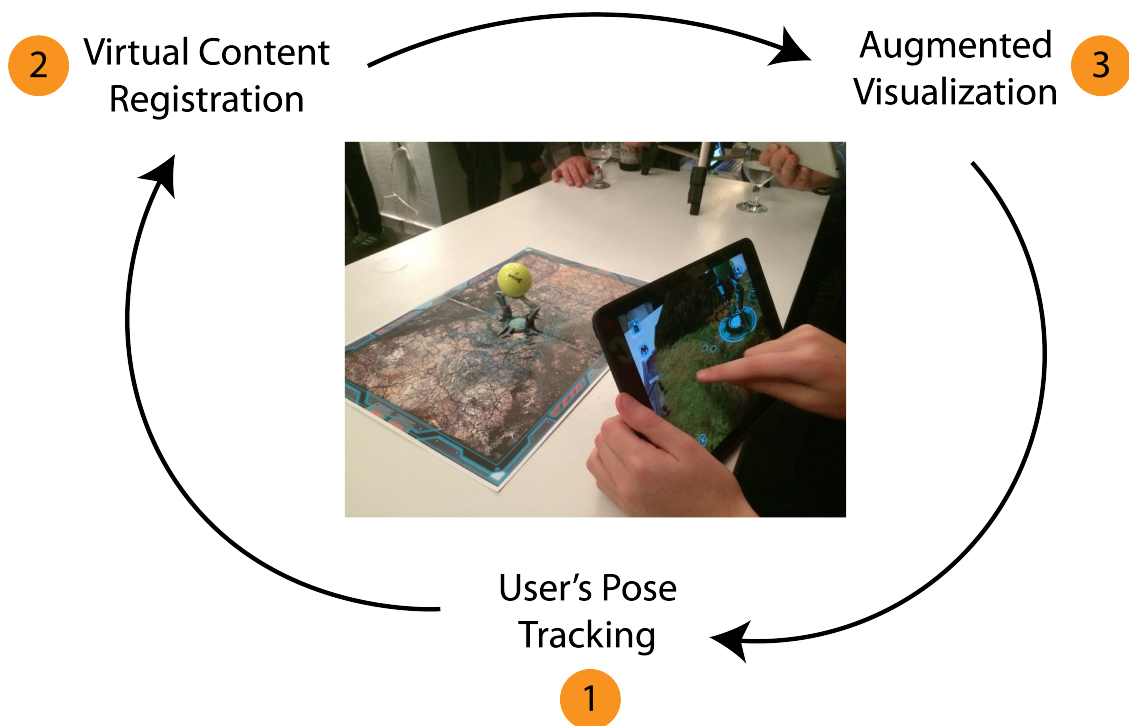 2
Virtual Content
Registration
Augmented
Visualization
3
User's Pose
Tracking
1